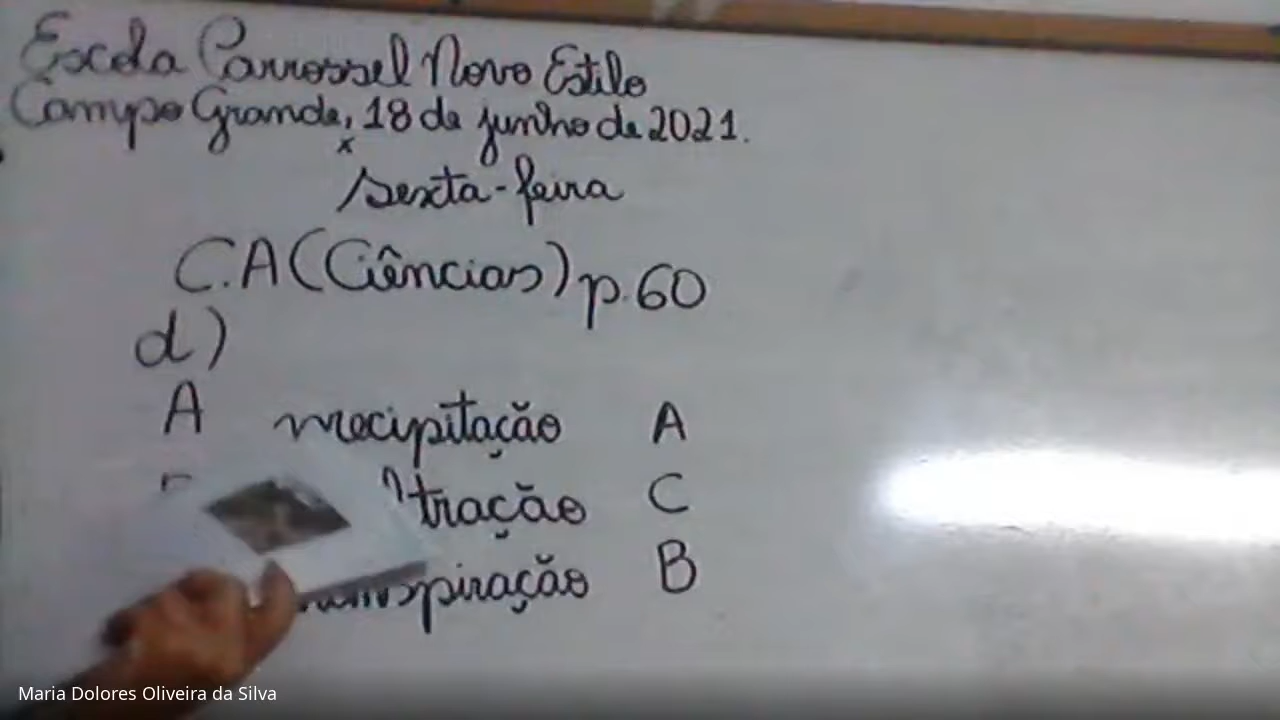 Escola Carrossel Novo Estilo
Campo Grande, 18 de junho de 2021.
x
sexta-feira
C.A (Ciências) p.60
d)
A precipitação A
tração C
piração B
Maria Dolores Oliveira da Silva